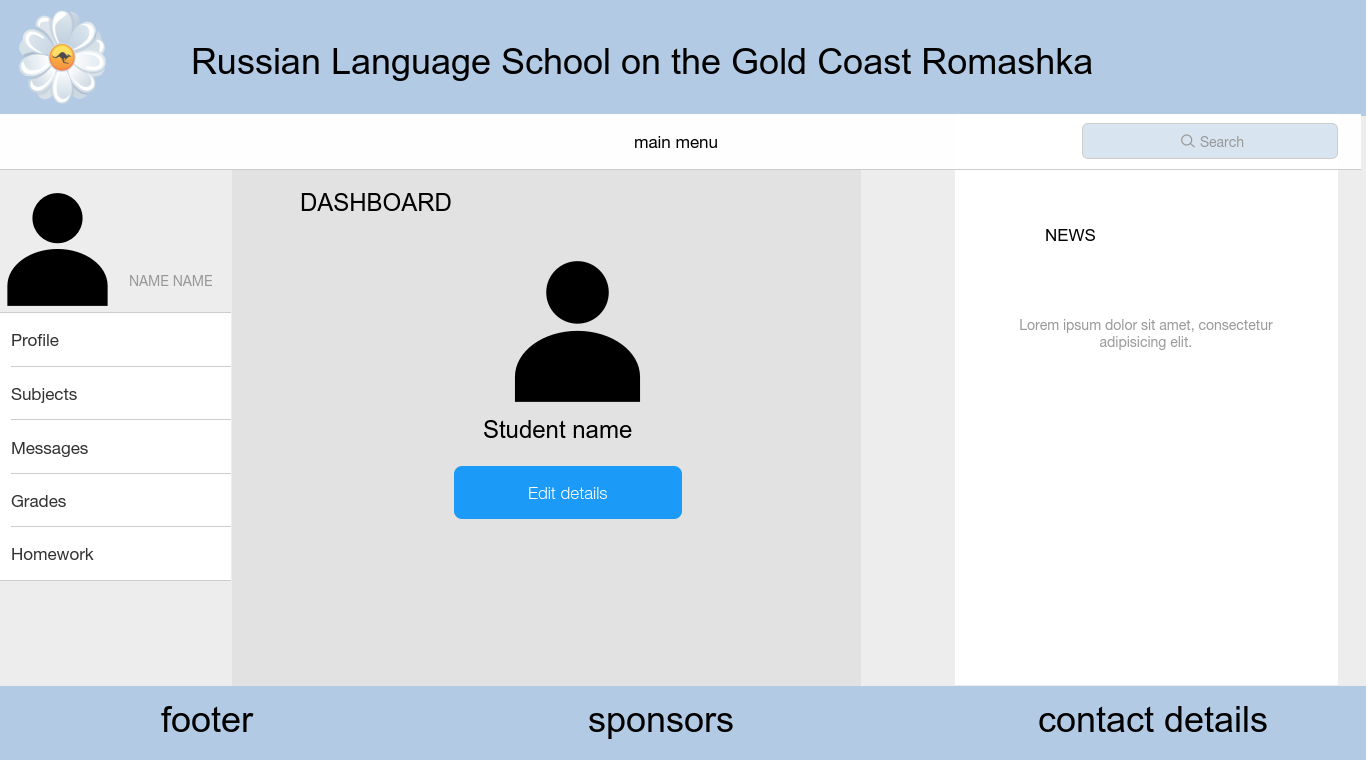 Russian Language School on the Gold Coast Romashka
main menu
Search
NAME NAME
Profile
Subjects
Messages
Grades
Homework
DASHBOARD
Student name
Edit details
NEWS
Lorem ipsum dolor sit amet, consectetur
adipisicing elit.
footer
sponsors
contact details